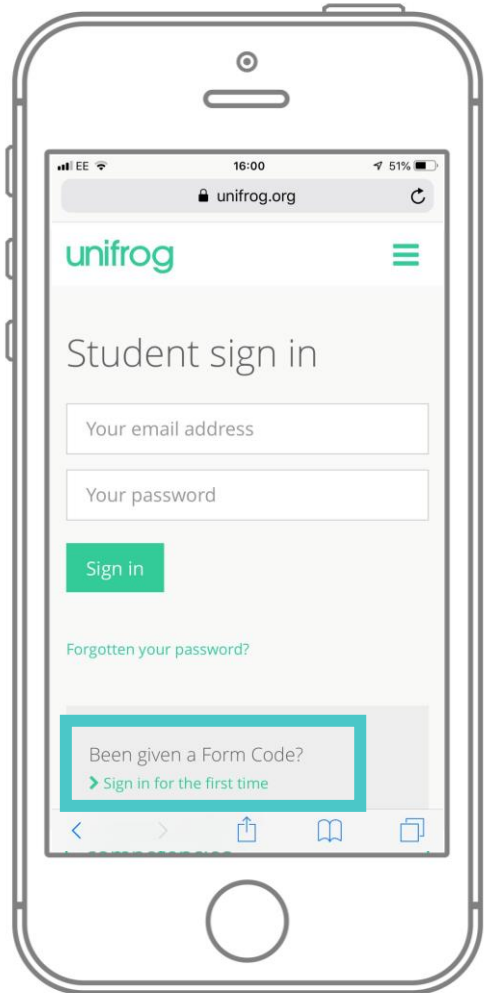 EE 16:00 51%
unifrog.org
unifrog
Student sign in
Your email address
Your password
Sign in
Forgotten your password?
Been given a Form Code?
Sign in for the first time